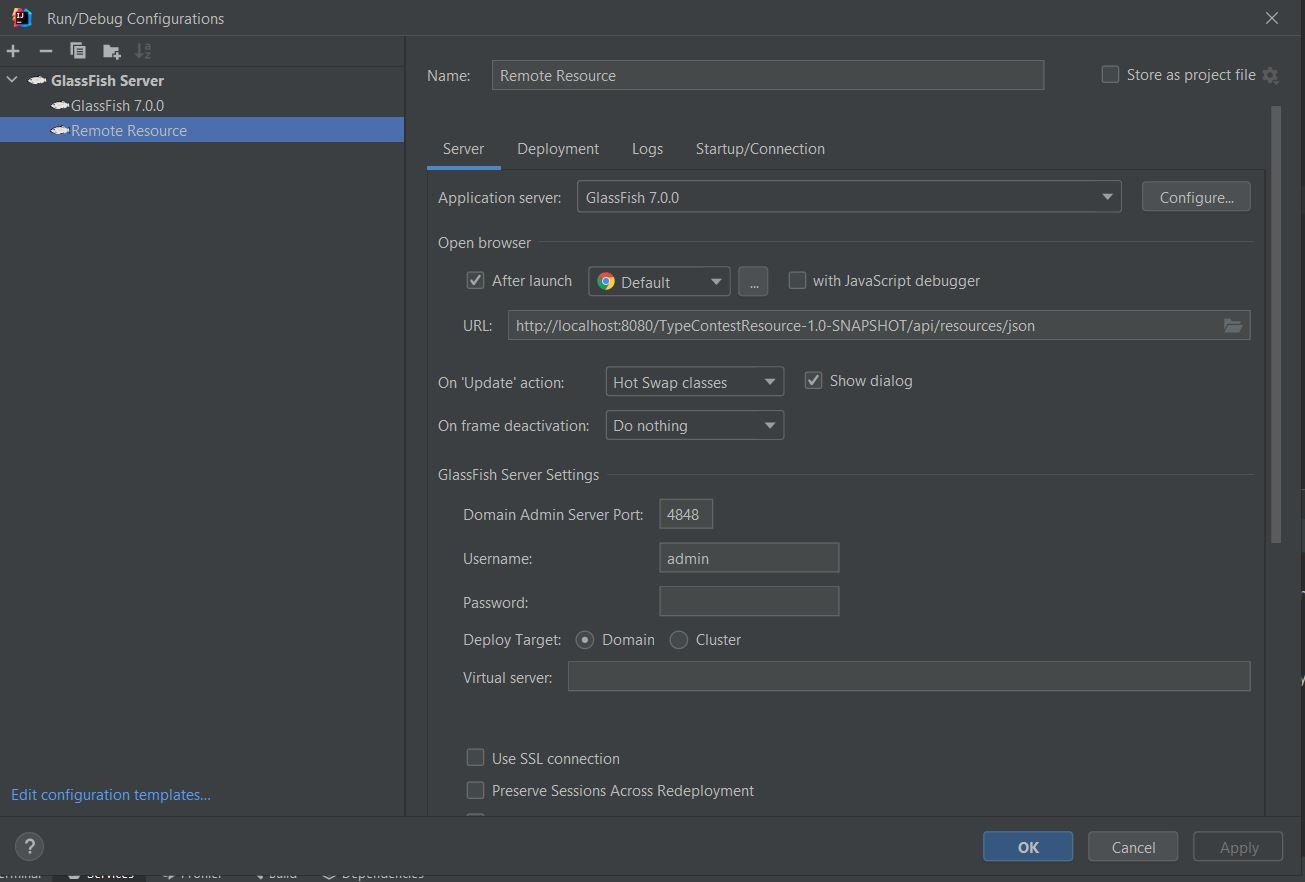 Run/Debug Configurations
GlassFish Server
GlassFish 7.0.0
Remote Resource
Edit configuration templates...
Name: Remote Resource Store as project file
Server Deployment Logs Startup/Connection
Application server: GlassFish 7.0.0 Configure...
Open browser
After launch Default ... with JavaScript debugger
URL: http://localhost:8080/TypeContestResource-1.0-SNAPSHOT/api/resources/json
On 'Update' action: Hot Swap classes Show dialog
On frame deactivation: Do nothing
GlassFish Server Settings
Domain Admin Server Port: 4848
Username: admin
Password:
Deploy Target: Domain Cluster
Virtual server:
Use SSL connection
Preserve Sessions Across Redeployment
? OK Cancel Apply
Services Dependencies